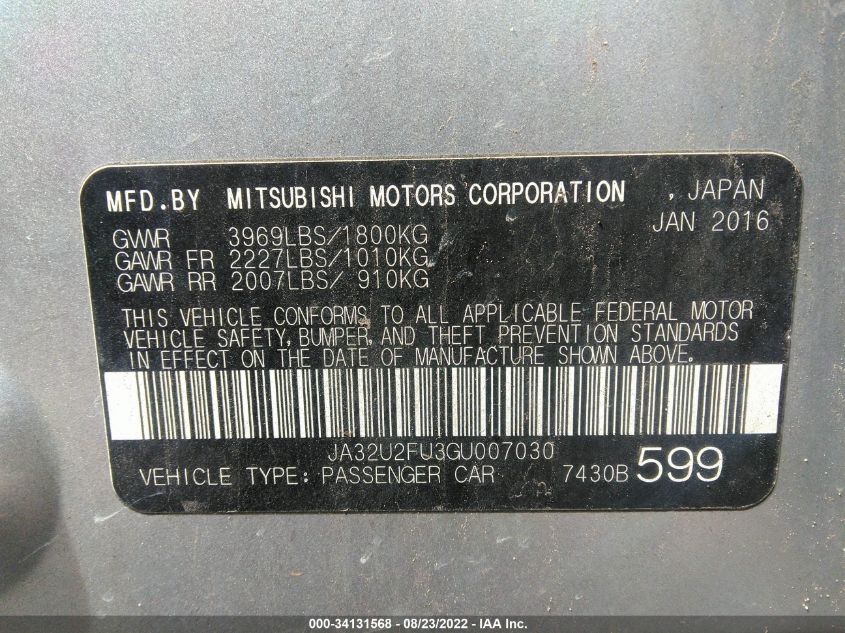 MFD.BY MITSUBISHI MOTORS CORPORATION , JAPAN
JAN 2016
GVWR 3969LBS/1800KG
GAWR FR 2227LBS/1010KG
GAWR RR 2007LBS/ 910KG
THIS VEHICLE CONFORMS TO ALL APPLICABLE FEDERAL MOTOR
VEHICLE SAFETY, BUMPER, AND THEFT PREVENTION STANDARDS
IN EFFECT ON THE DATE OF MANUFACTURE SHOWN ABOVE.
JA32U2FU3GU007030
VEHICLE TYPE: PASSENGER CAR 7430B 599
000-34131568 - 08/23/2022 - IAA Inc.